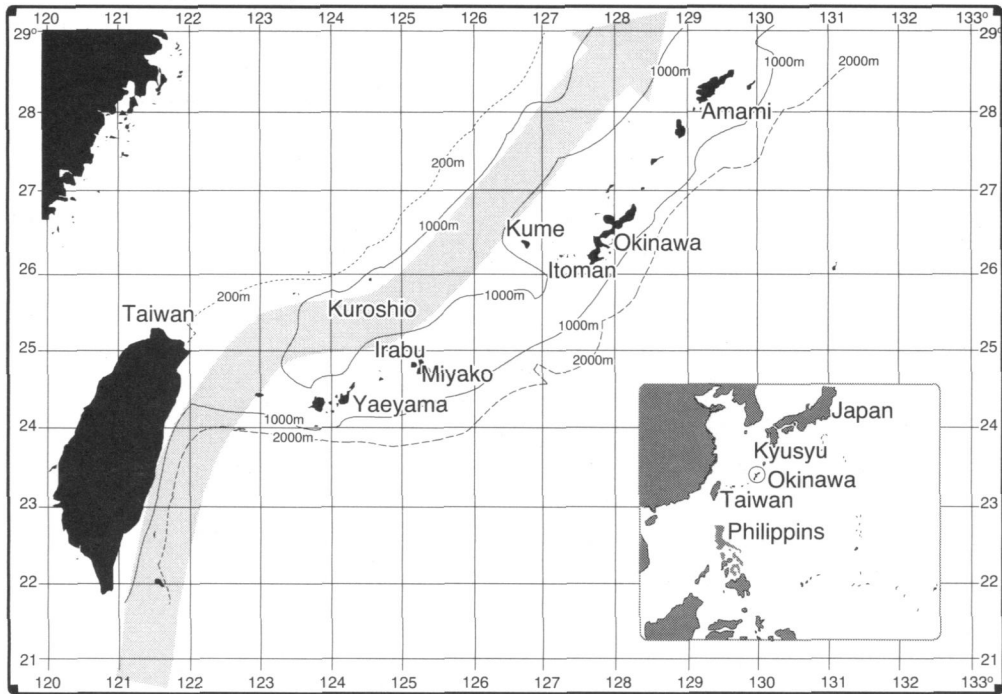 120 121 122 123 124 125 126 127 128 129 130 131 132 133°
29° 29
1000m 1000m 2000m
28 Amami 28
200m
27 27
1000m Kume Okinawa
26 Itoman 26
200m Kuroshio 1000m 1000m
Taiwan
25 Irabu 2000m 25
Miyako
Yaeyama
24 1000m 24
2000m
Japan
Kyusyu
23 Okinawa 23
Taiwan
Philippins
22 22
21 21
120 121 122 123 124 125 126 127 128 129 130 131 132 133°